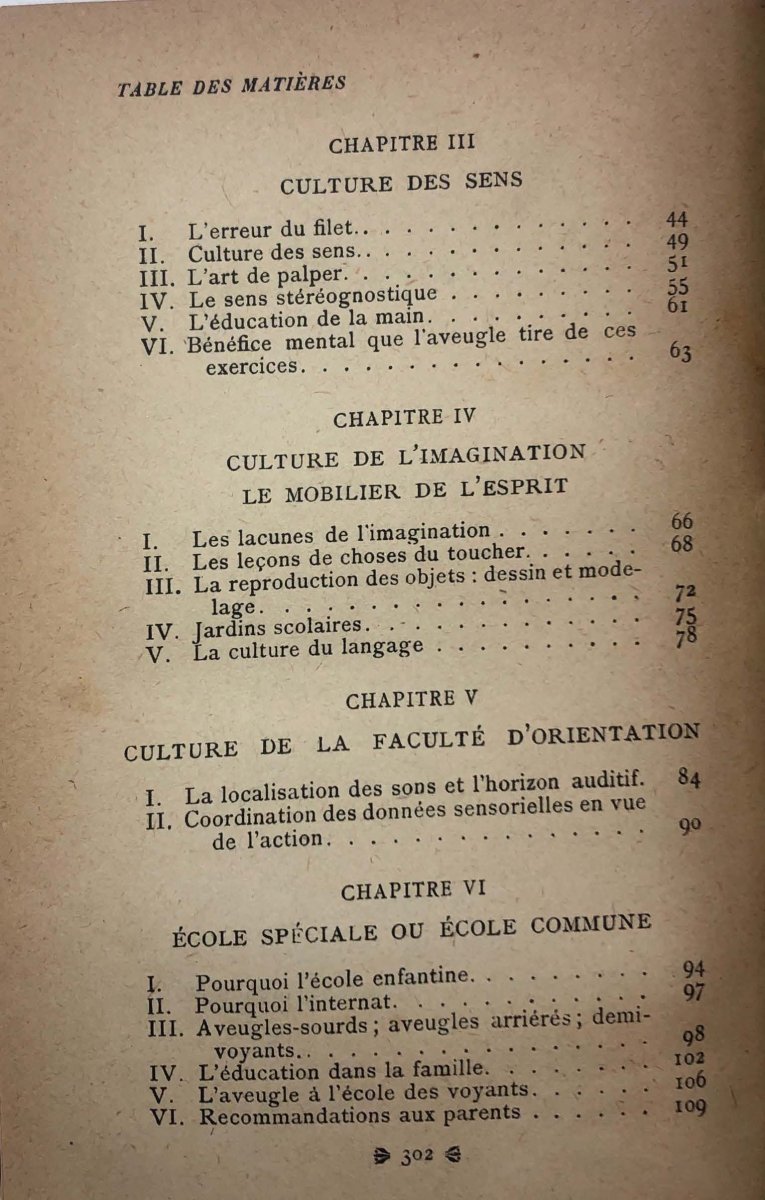 TABLE DES MATIÈRES
CHAPITRE III
CULTURE DES SENS
I. L'erreur du filet. . . . . . . . . . . . . . 44
II. Culture des sens. . . . . . . . . . . . . . 49
III. L'art de palper. . . . . . . . . . . . . . 51
IV. Le sens stéréognostique . . . . . . . . . 55
V. L'éducation de la main. . . . . . . . . . 61
VI. Bénéfice mental que l'aveugle tire de ces
exercices. . . . . . . . . . . . . . . . 63
CHAPITRE IV
CULTURE DE L'IMAGINATION
LE MOBILIER DE L'ESPRIT
I. Les lacunes de l'imagination . . . . . . . 66
II. Les leçons de choses du toucher. . . . . . 68
III. La reproduction des objets : dessin et mode-
lage. . . . . . . . . . . . . . . . . . 72
IV. Jardins scolaires. . . . . . . . . . . . . 75
V. La culture du langage . . . . . . . . . . 78
CHAPITRE V
CULTURE DE LA FACULTÉ D'ORIENTATION
I. La localisation des sons et l'horizon auditif. 84
II. Coordination des données sensorielles en vue
de l'action. . . . . . . . . . . . . . . 90
CHAPITRE VI
ÉCOLE SPÉCIALE OU ÉCOLE COMMUNE
I. Pourquoi l'école enfantine. . . . . . . . . 94
II. Pourquoi l'internat. . . . . . . . . . . . 97
III. Aveugles-sourds ; aveugles arriérés ; demi-
voyants. . . . . . . . . . . . . . . . . 98
IV. L'éducation dans la famille. . . . . . . . 102
V. L'aveugle à l'école des voyants. . . . . . 106
VI. Recommandations aux parents . . . . . . 109
302